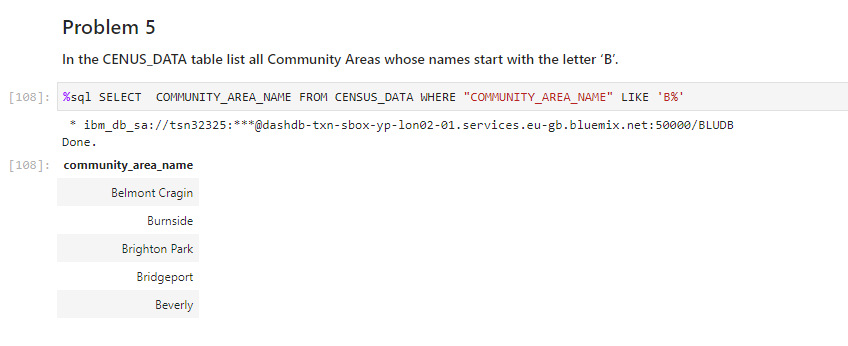 Problem 5
In the CENUS_DATA table list all Community Areas whose names start with the letter ‘B’.
[108]: %sql SELECT  COMMUNITY_AREA_NAME FROM CENSUS_DATA WHERE "COMMUNITY_AREA_NAME" LIKE 'B%'
* ibm_db_sa://tsn32325:***@dashdb-txn-sbox-yp-lon02-01.services.eu-gb.bluemix.net:50000/BLUDB
Done.
[108]: community_area_name
Belmont Cragin
Burnside
Brighton Park
Bridgeport
Beverly